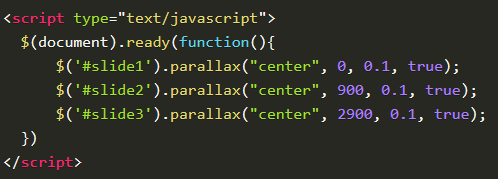 <script type="text/javascript">
  $(document).ready(function(){
      $('#slide1').parallax("center", 0, 0.1, true);
      $('#slide2').parallax("center", 900, 0.1, true);
      $('#slide3').parallax("center", 2900, 0.1, true);
  })
</script>